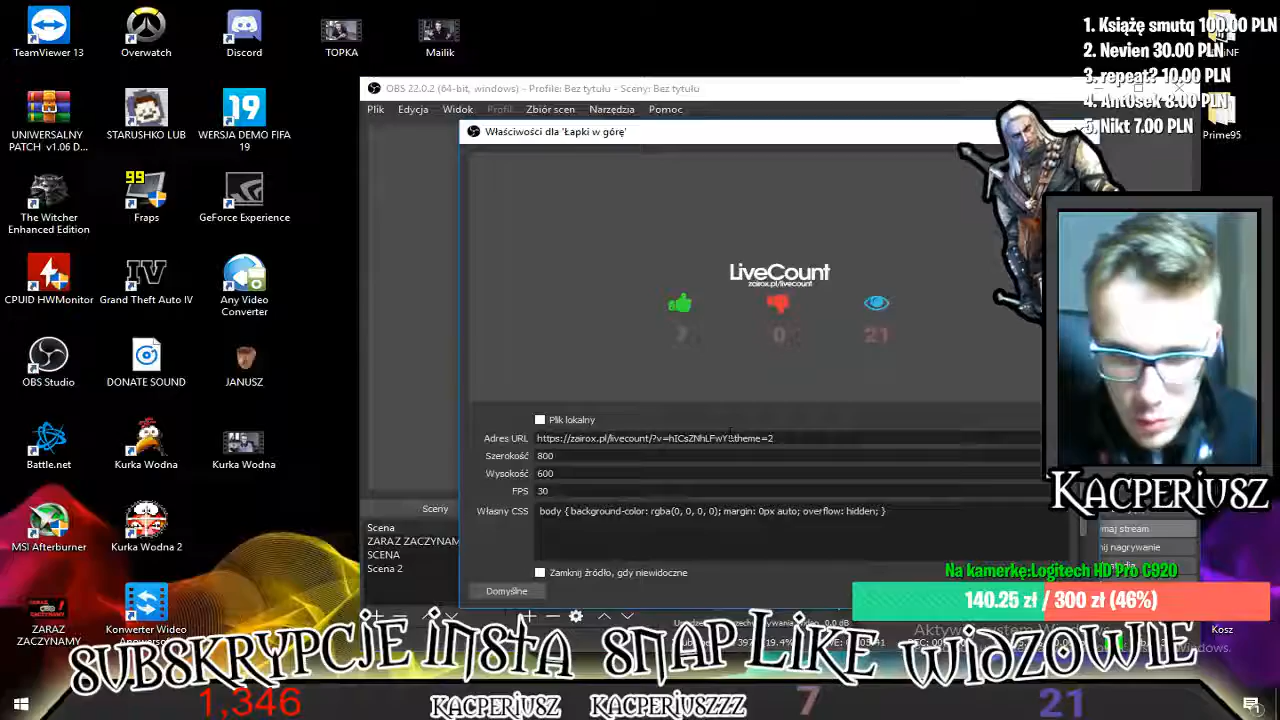 TeamViewer 13
Overwatch
Discord
TOPKA
Mailik
1. Książę smutq 100.00 PLN
2. Nevien 30.00 PLN
3. repeat? 10.00 PLN
4. Ant0sek 8.00 PLN
5. Nikt 7.00 PLN
OBS 22.0.2 (64-bit, windows) - Profile: Bez tytułu - Sceny: Bez tytułu
Plik Edycja Widok Profil Zbiór scen Narzędzia Pomoc
Właściwości dla 'Łapki w górę'
UNIWERSALNY
PATCH v1.06 D...
STARUSHKO LUB
19
WERSJA DEMO FIFA
19
Prime95
The Witcher
Enhanced Edition
99
Fraps
GeForce Experience
CPUID HWMonitor
IV
Grand Theft Auto IV
Any Video
Converter
LiveCount
zairox.pl/livecount
7
0
21
OBS Studio
DONATE SOUND
JANUSZ
Plik lokalny
Adres URL
Szerokość 800
Wysokość 600
FPS 30
Własny CSS body { background-color: rgba(0, 0, 0, 0); margin: 0px auto; overflow: hidden; }
Zamknij źródło, gdy niewidoczne
Domyślne
Battle.net
Kurka Wodna
Kurka Wodna
Sceny
Scena
ZARAZ ZACZYNAM
SCENA
Scena 2
MSI Afterburner
Kurka Wodna 2
KACPERIUSZ
Na kamerkę:Logitech HD Pro C920
140.25 zł / 300 zł (46%)
ZARAZ
ZACZYNAMY
Konwerter Wideo
Kosz
SUBSKRYPCJE INSTA SNAP LIKE WIDZOWIE
1,346
KACPERIUSZ
KACPERIUSZZZ
7
21